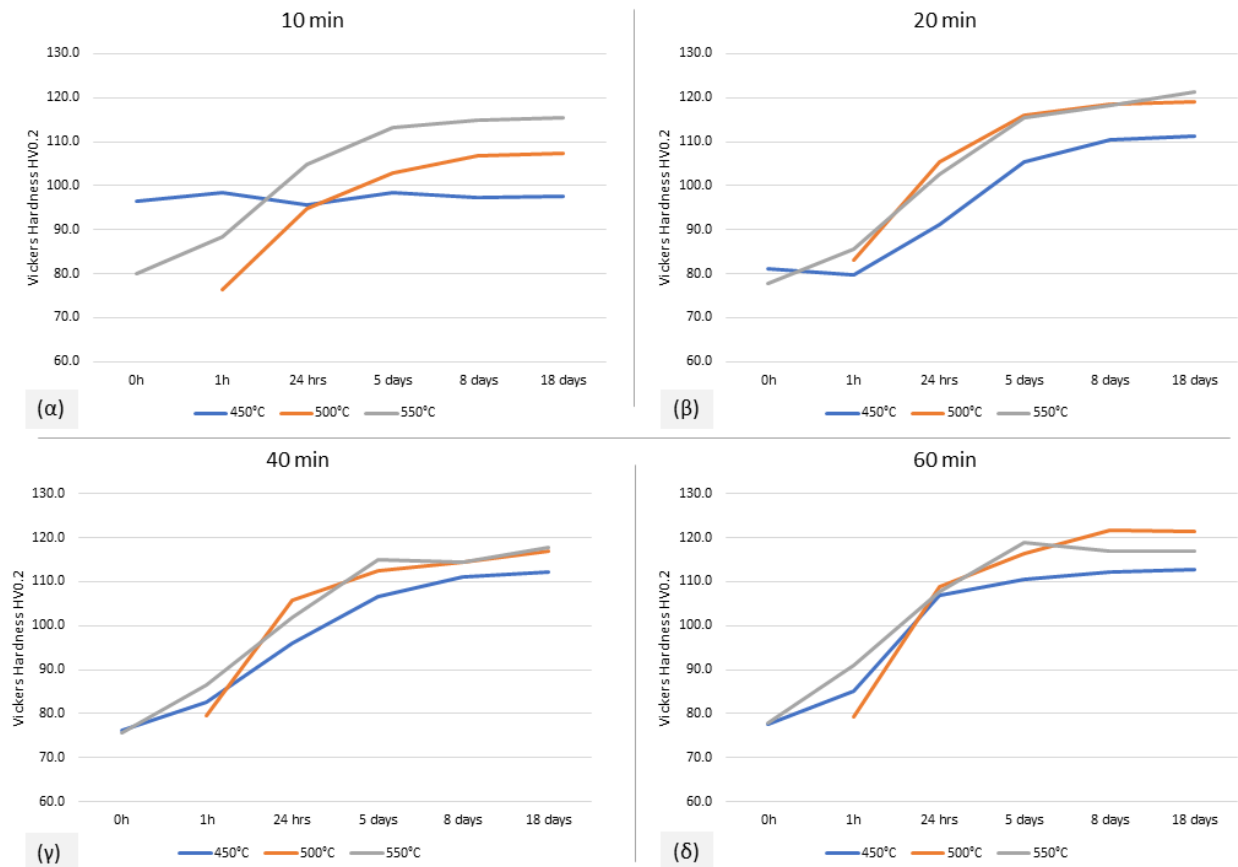 10 min
Vickers Hardness HV0.2
130.0
120.0
110.0
100.0
90.0
80.0
70.0
60.0
0h 1h 24 hrs 5 days 8 days 18 days
450°C 500°C 550°C
(α)
20 min
Vickers Hardness HV0.2
130.0
120.0
110.0
100.0
90.0
80.0
70.0
60.0
0h 1h 24 hrs 5 days 8 days 18 days
450°C 500°C 550°C
(β)
40 min
Vickers Hardness HV0.2
130.0
120.0
110.0
100.0
90.0
80.0
70.0
60.0
0h 1h 24 hrs 5 days 8 days 18 days
450°C 500°C 550°C
(γ)
60 min
Vickers Hardness HV0.2
130.0
120.0
110.0
100.0
90.0
80.0
70.0
60.0
0h 1h 24 hrs 5 days 8 days 18 days
450°C 500°C 550°C
(δ)